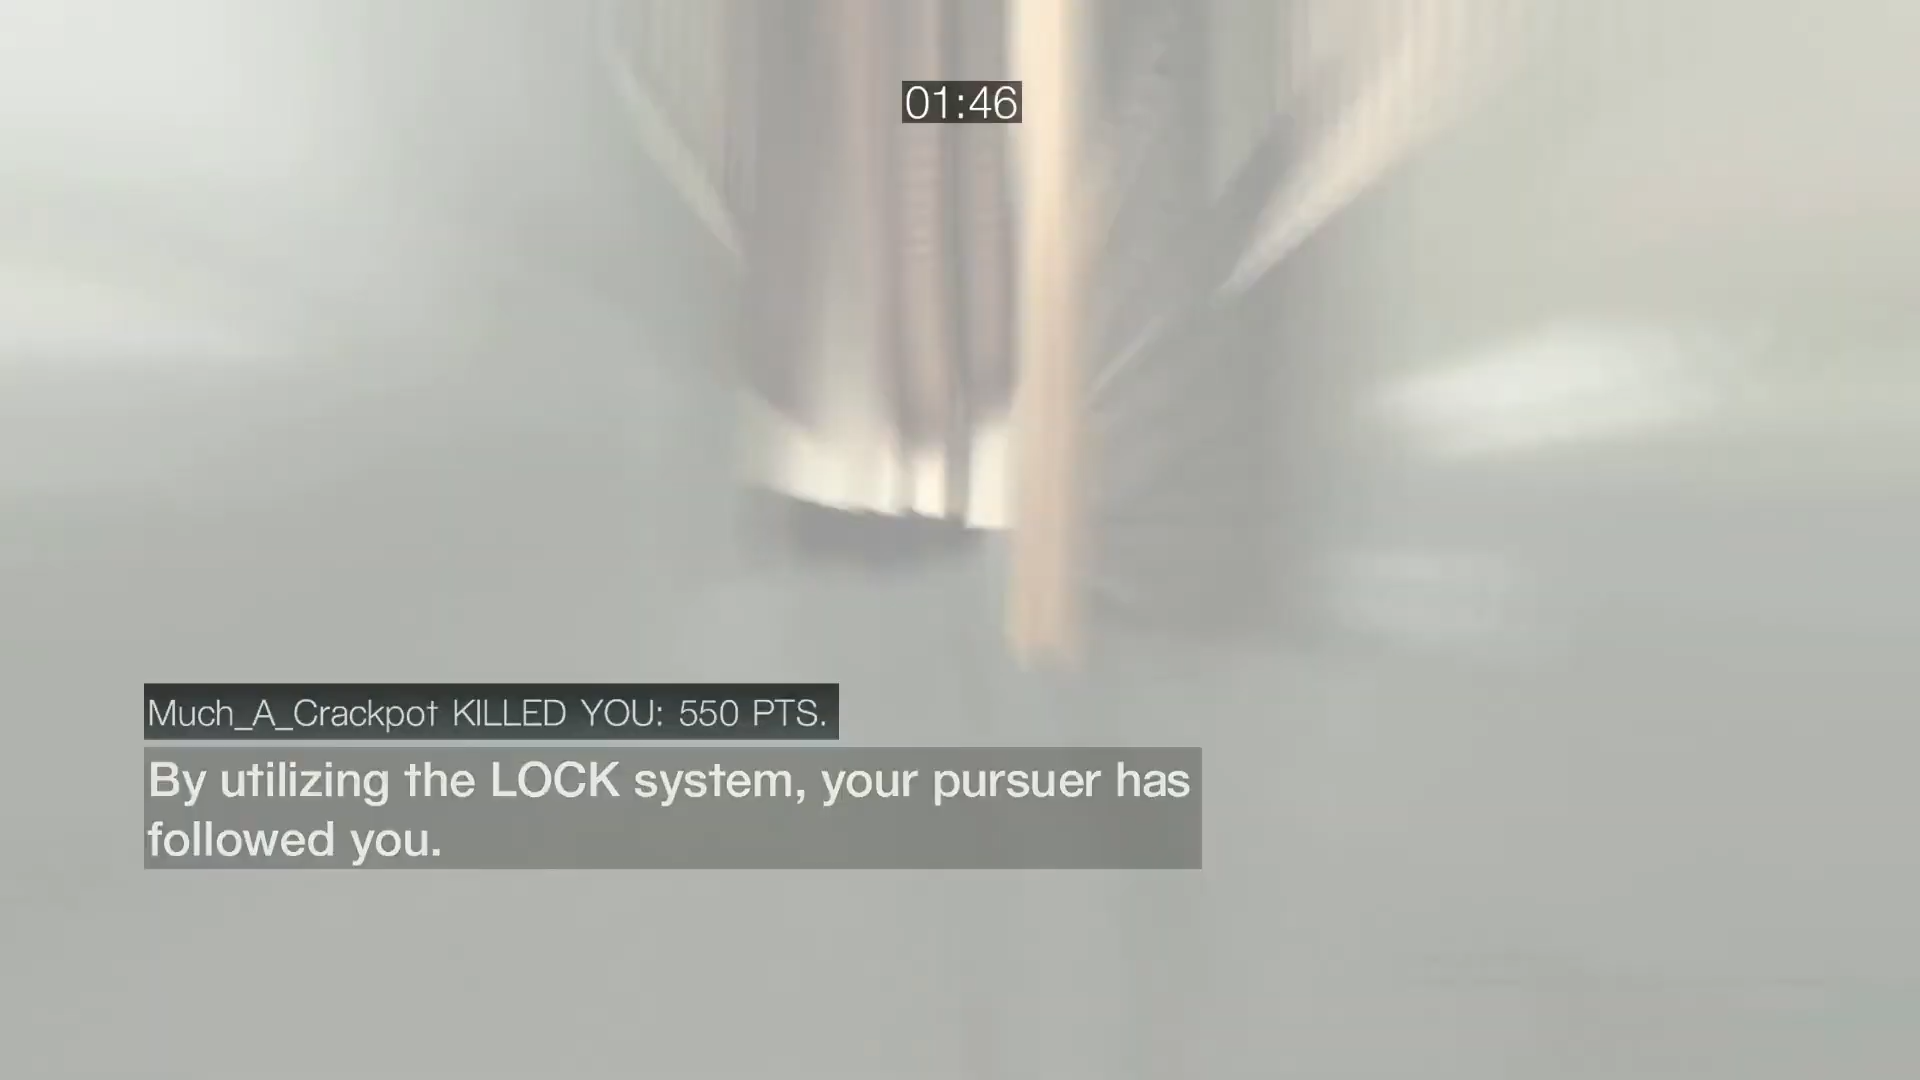 01:46
Much_A_Crackpot KILLED YOU: 550 PTS.
By utilizing the LOCK system, your pursuer has
followed you.